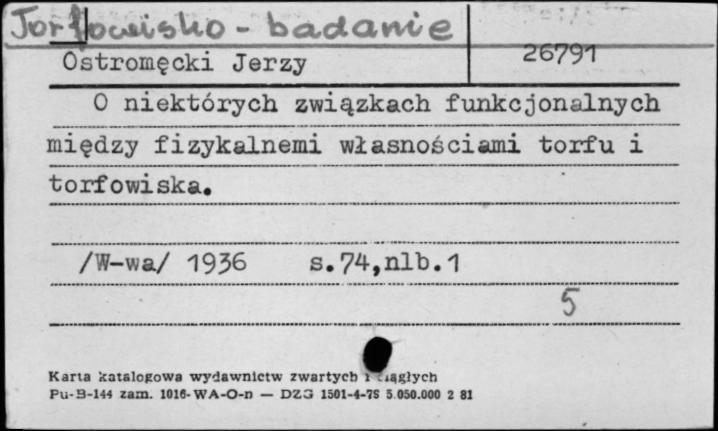 Torfowisko - badanie
Ostromęcki Jerzy 26791
O niektórych związkach funkcjonalnych
między fizykalnemi własnościami torfu i
torfowiska.
/W-wa/ 1936 s.74,nlb.1
5
Karta katalogowa wydawnictw zwartych i ciągłych
Pu-B-144 zam. 1016-WA-O-n — DZG 1501-4-78 5.050.000 2 81